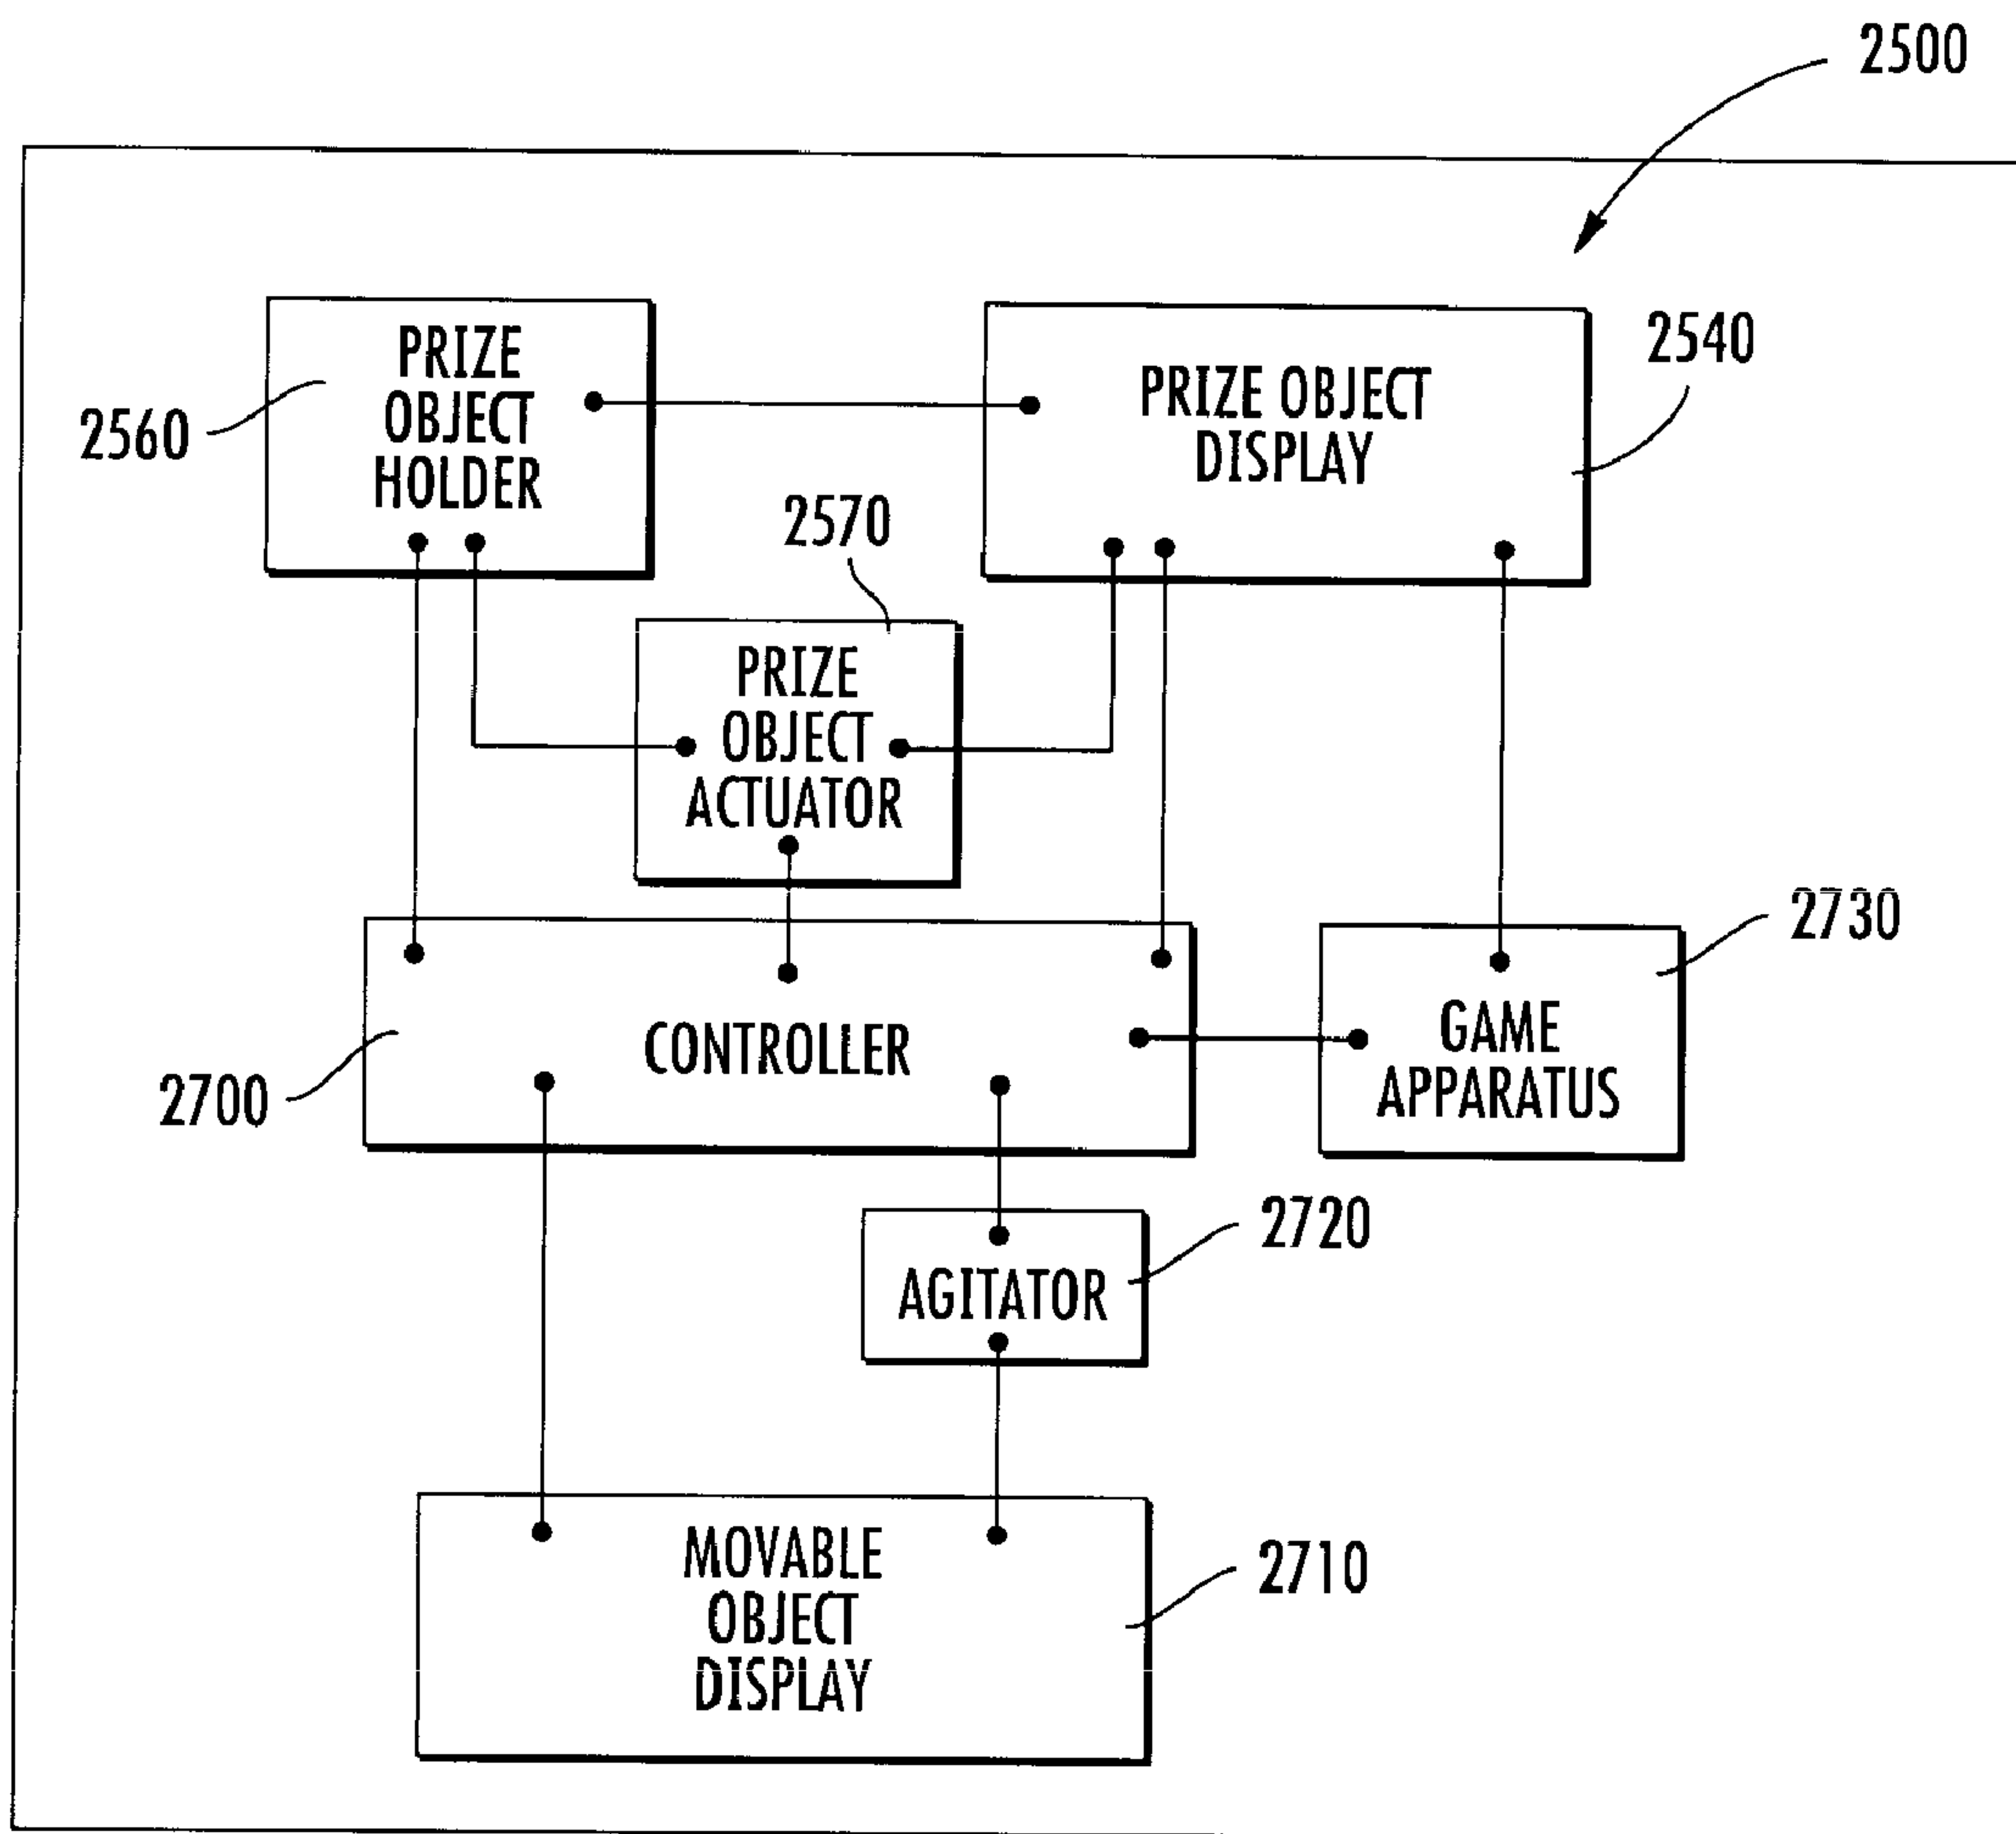 2500
PRIZE
OBJECT
HOLDER
2560
PRIZE OBJECT
DISPLAY
2540
2570
PRIZE
OBJECT
ACTUATOR
CONTROLLER
2700
GAME
APPARATUS
2730
AGITATOR
2720
MOVABLE
OBJECT
DISPLAY
2710